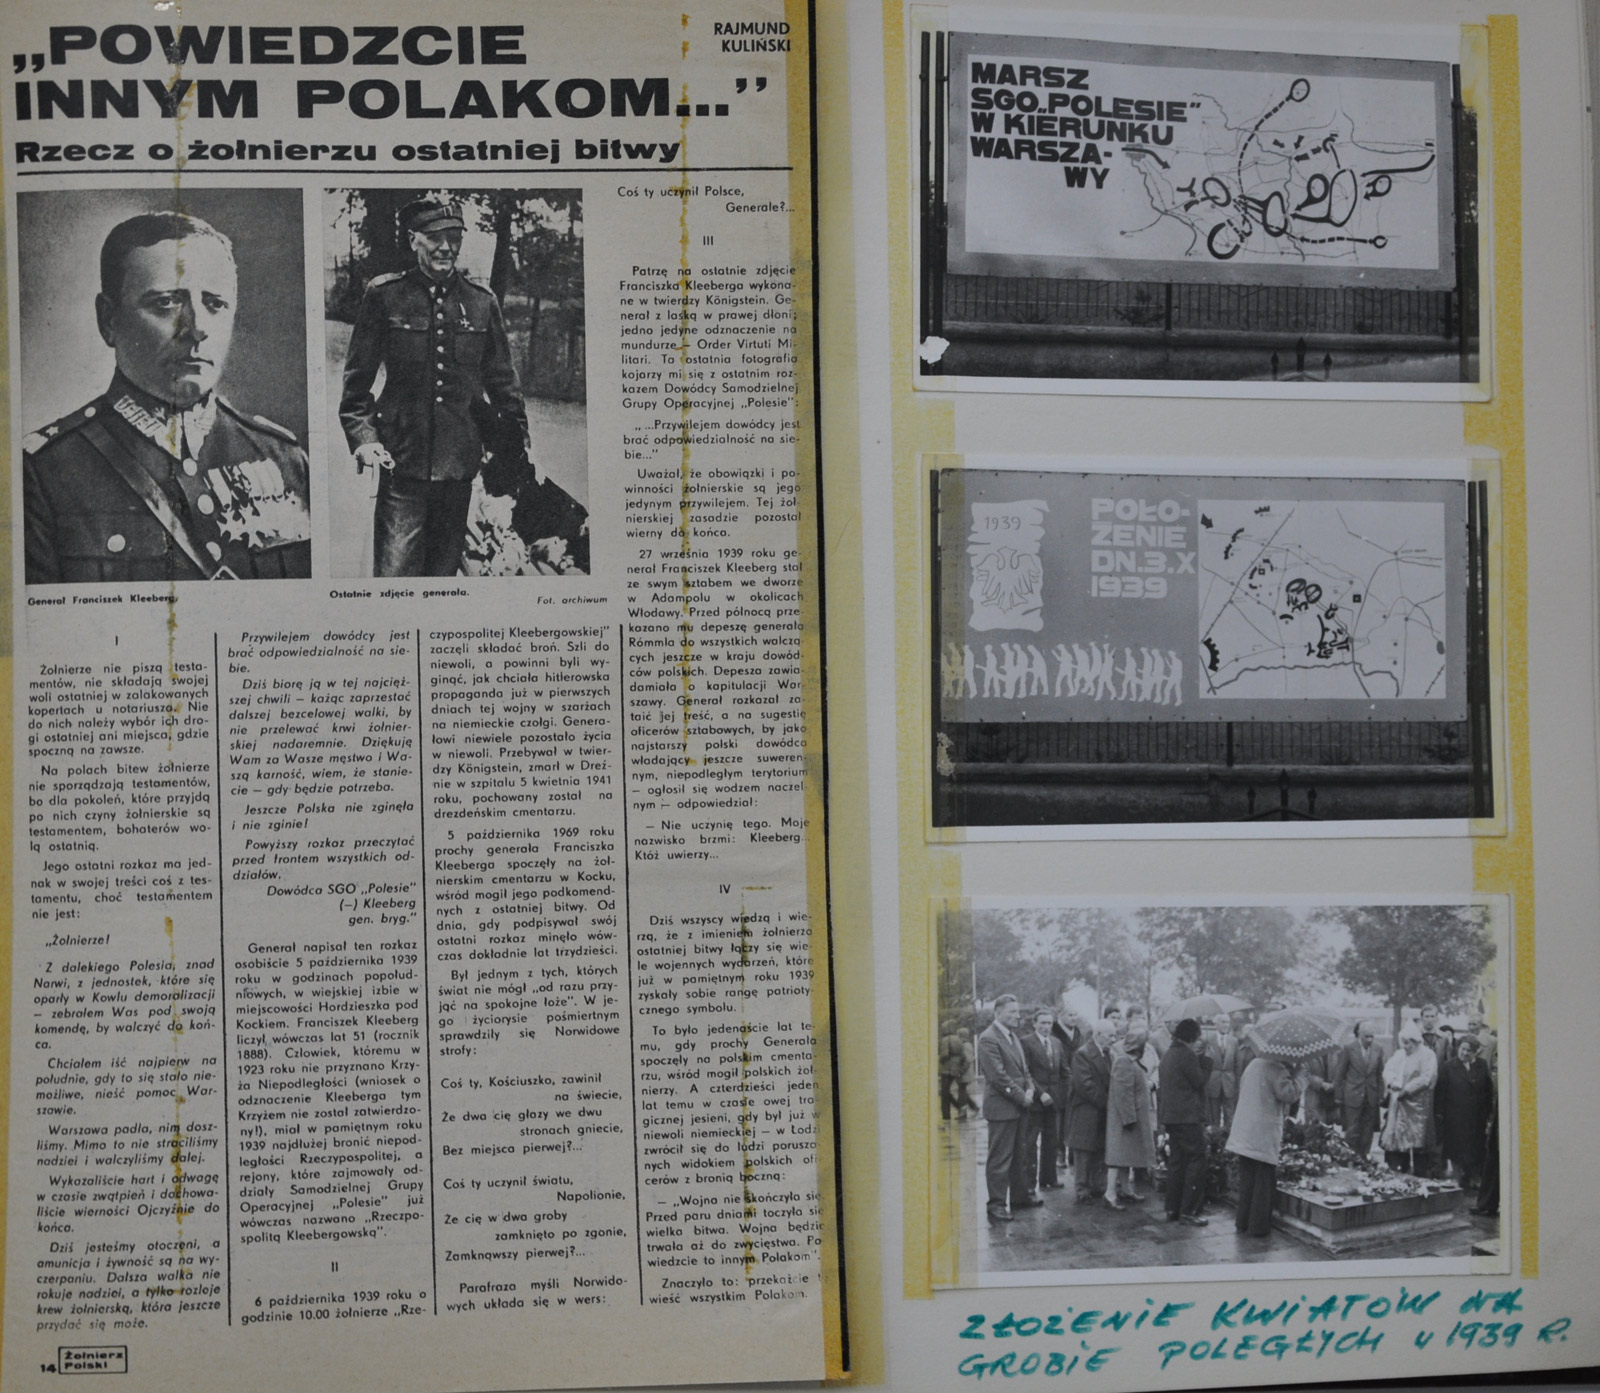 „POWIEDZCIE
INNYM POLAKOM...”
RAJMUND
KULIŃSKI
Rzecz o żołnierzu ostatniej bitwy
Generał Franciszek Kleeberg.
Ostatnie zdjęcie generała.
Fot. archiwum
I
Żołnierze nie piszą testa-
mentów, nie składają swojej
woli ostatniej w zalakowanych
kopertach u notariusza. Nie
do nich należy wybór ich dro-
gi ostatniej ani miejsca, gdzie
spoczną na zawsze.
Na polach bitew żołnierze
nie sporządzają testamentów,
bo dla pokoleń, które przyjdą
po nich czyny żołnierskie są
testamentem, bohaterów wo-
lą ostatnią.
Jego ostatni rozkaz ma jed-
nak w swojej treści coś z tes-
tamentu, choć testamentem
nie jest:
„Żołnierze!
Z dalekiego Polesia, znad
Narwi, z jednostek, które się
oparły w Kowlu demoralizacji
– zebrałem Was pod swoją
komendę, by walczyć do koń-
ca.
Chciałem iść najpierw na
południe, gdy to się stało nie-
możliwe, nieść pomoc War-
szawie.
Warszawa padła, nim dosz-
liśmy. Mimo to nie straciliśmy
nadziei i walczyliśmy dalej.
Wykazaliście hart i odwagę
w czasie zwątpień i dochowa-
liście wierności Ojczyźnie do
końca.
Dziś jesteśmy otoczeni, a
amunicja i żywność są na wy-
czerpaniu. Dalsza walka nie
rokuje nadziei, a tylko rozleje
krew żołnierską, która jeszcze
przydać się może.
Przywilejem dowódcy jest
brać odpowiedzialność na sie-
bie.
Dziś biorę ją w tej najcięż-
szej chwili – każąc zaprzestać
dalszej bezcelowej walki, by
nie przelewać krwi żołnier-
skiej nadaremnie. Dziękuję
Wam za Wasze męstwo i Wa-
szą karność, wiem, że stanie-
cie – gdy będzie potrzeba.
Jeszcze Polska nie zginęła
i nie zginie!
Powyższy rozkaz przeczytać
przed frontem wszystkich od-
działów.
Dowódca SGO „Polesie”
(–) Kleeberg
gen. bryg.”
Generał napisał ten rozkaz
osobiście 5 października 1939
roku w godzinach popołud-
niowych, w wiejskiej izbie w
miejscowości Hordzieszka pod
Kockiem. Franciszek Kleeberg
liczył wówczas lat 51 (rocznik
1888). Człowiek, któremu w
1923 roku nie przyznano Krzy-
ża Niepodległości (wniosek o
odznaczenie Kleeberga tym
Krzyżem nie został zatwierdzo-
ny!), miał w pamiętnym roku
1939 najdłużej bronić niepod-
ległości Rzeczypospolitej, a
rejony, które zajmowały od-
działy Samodzielnej Grupy
Operacyjnej „Polesie” już
wówczas nazwano „Rzeczpo-
spolitą Kleebergowską”.
II
6 października 1939 roku o
godzinie 10.00 żołnierze „Rze-
czypospolitej Kleebergowskiej”
zaczęli składać broń. Szli do
niewoli, a powinni byli wy-
ginąć, jak chciała hitlerowska
propaganda już w pierwszych
dniach tej wojny w szarżach
na niemieckie czołgi. Genera-
łowi niewiele pozostało życia
w niewoli. Przebywał w twier-
dzy Königstein, zmarł w Dreź-
nie w szpitalu 5 kwietnia 1941
roku, pochowany został na
drezdeńskim cmentarzu.
5 października 1969 roku
prochy generała Franciszka
Kleeberga spoczęły na żoł-
nierskim cmentarzu w Kocku,
wśród mogił jego podkomend-
nych z ostatniej bitwy. Od
dnia, gdy podpisywał swój
ostatni rozkaz minęło wów-
czas dokładnie lat trzydzieści.
Był jednym z tych, których
świat nie mógł „od razu przy-
jąć na spokojne łoże”. W je-
go życiorysie pośmiertnym
sprawdziły się Norwidowe
strofy:
Coś ty, Kościuszko, zawinił
na świecie,
Że dwa cię głazy we dwu
stronach gniecie,
Bez miejsca pierwej?...
Coś ty uczynił światu,
Napolionie,
Że cię w dwa groby
zamknięto po zgonie,
Zamknąwszy pierwej?...
Parafraza myśli Norwido-
wych układa się w wers:
Coś ty uczynił Polsce,
Generale?...
III
Patrzę na ostatnie zdjęcie
Franciszka Kleeberga wykona-
ne w twierdzy Königstein. Ge-
nerał z laską w prawej dłoni;
jedno jedyne odznaczenie na
mundurze – Order Virtuti Mi-
litari. Ta ostatnia fotografia
kojarzy mi się z ostatnim roz-
kazem Dowódcy Samodzielnej
Grupy Operacyjnej „Polesie”:
„...Przywilejem dowódcy jest
brać odpowiedzialność na sie-
bie...”
Uważał, że obowiązki i po-
winności żołnierskie są jego
jedynym przywilejem. Tej żoł-
nierskiej zasadzie pozostał
wierny do końca.
27 września 1939 roku ge-
nerał Franciszek Kleeberg stał
ze swym sztabem we dworze
w Adampolu w okolicach
Włodawy. Przed północą prze-
kazano mu depeszę generała
Rómmla do wszystkich walczą-
cych jeszcze w kraju dowód-
ców polskich. Depesza zawia-
damiała o kapitulacji War-
szawy. Generał rozkazał za-
taić jej treść, a na sugestię
oficerów sztabowych, by jako
najstarszy polski dowódca
władający jeszcze suweren-
nym, niepodległym terytorium
– ogłosił się wodzem naczel
nym – odpowiedział:
– Nie uczynię tego. Moje
nazwisko brzmi: Kleeberg...
Któż uwierzy...
IV
Dziś wszyscy wiedzą i wie-
rzą, że z imieniem żołnierza
ostatniej bitwy łączy się wie-
le wojennych wydarzeń, które
już w pamiętnym roku 1939
zyskały sobie rangę patrioty-
cznego symbolu.
To było jedenaście lat te-
mu, gdy prochy Generała
spoczęły na polskim cmenta-
rzu, wśród mogił polskich żoł-
nierzy. A czterdzieści jeden
lat temu w czasie owej tra-
gicznej jesieni, gdy był już w
niewoli niemieckiej – w Łodzi
zwrócił się do łodzi porusza-
nych widokiem polskich ofi-
cerów z bronią boczną:
– „Wojna nie skończyła się
Przed paru dniami toczyła się
wielka bitwa. Wojna będzie
trwała aż do zwycięstwa. Po
wiedzcie to innym Polakom”.
Znaczyło to: przekażcie
wieść wszystkim Polakom.
14 Żołnierz
Polski
MARSZ
SGO„POLESIE”
W KIERUNKU
WARSZA-
WY
1939
POŁO-
ŻENIE
DN.3.X
1939
ZŁOŻENIE KWIATÓW NA
GROBIE POLEGŁYCH w 1939 R.